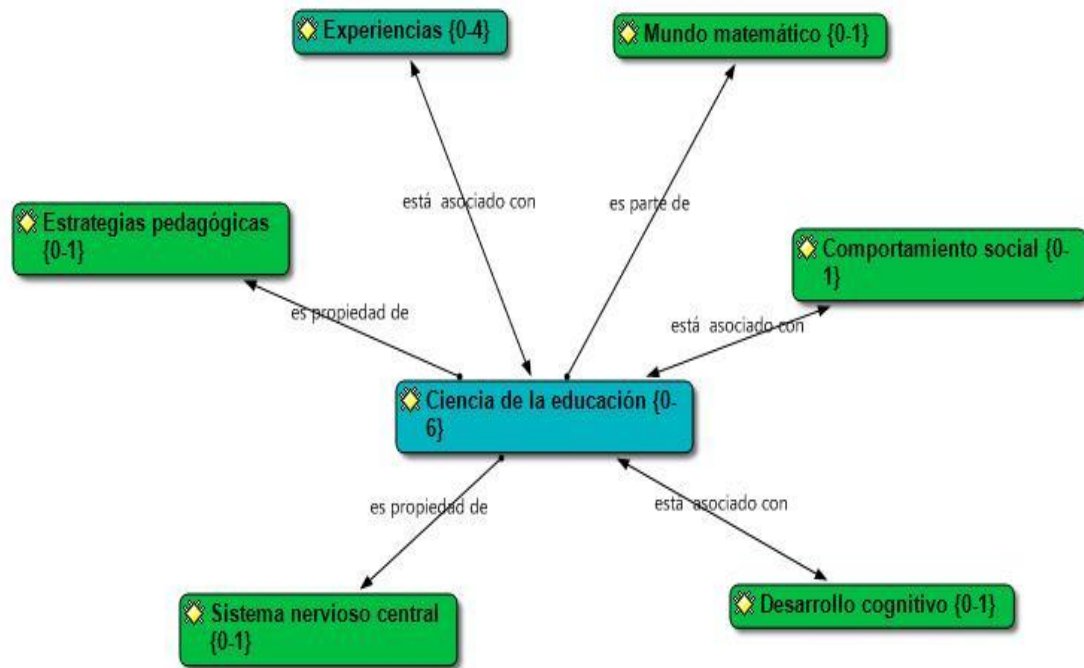 Experiencias {0-4}
Mundo matemático {0-1}
está asociado con
es parte de
Estrategias pedagógicas
{0-1}
Comportamiento social {0-
1}
es propiedad de
está asociado con
Ciencia de la educación {0-
6}
es propiedad de
está asociado con
Sistema nervioso central
{0-1}
Desarrollo cognitivo {0-1}